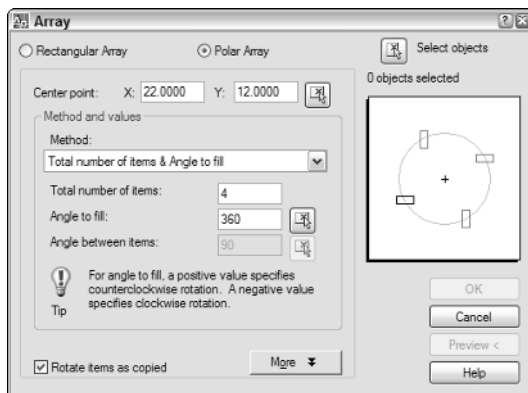 Array
Rectangular Array
Polar Array
Select objects
0 objects selected
Center point: X: 22.0000 Y: 12.0000
Method and values
Method:
Total number of items & Angle to fill
Total number of items: 4
Angle to fill: 360
Angle between items: 90
For angle to fill, a positive value specifies
counterclockwise rotation. A negative value
specifies clockwise rotation.
Tip
Rotate items as copied
More
OK
Cancel
Preview <
Help